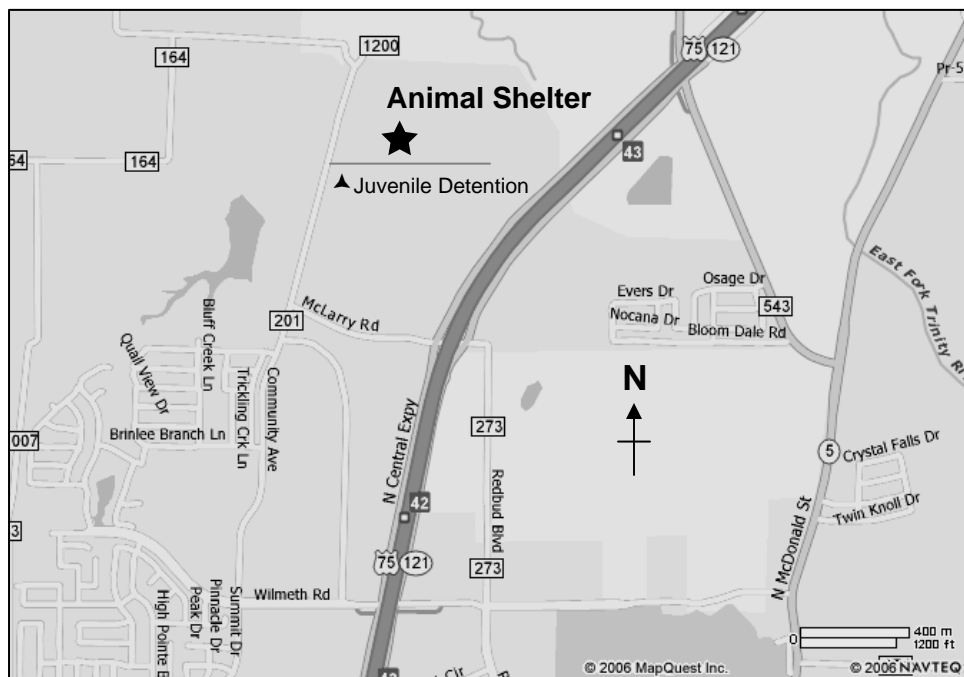 164
1200
75
121
Pr-5
Animal Shelter
43
64
164
Juvenile Detention
East Fork Trinity Ri
Osage Dr
Evers Dr
543
McLarry Rd
201
Nocana Dr
Bloom Dale Rd
Bluff Creek Ln
Quail View Dr
Trickling Crk Ln
Community Ave
N
N Central Expy
273
007
Brinlee Branch Ln
5
Crystal Falls Dr
42
Redbud Blvd
Twin Knoll Dr
3
75
121
273
N McDonald St
Wilmeth Rd
High Pointe B
Peak Dr
Pinnacle Dr
Summit Dr
0
400 m
1200 ft
© 2006 MapQuest Inc.
© 2006 NAVTEQ